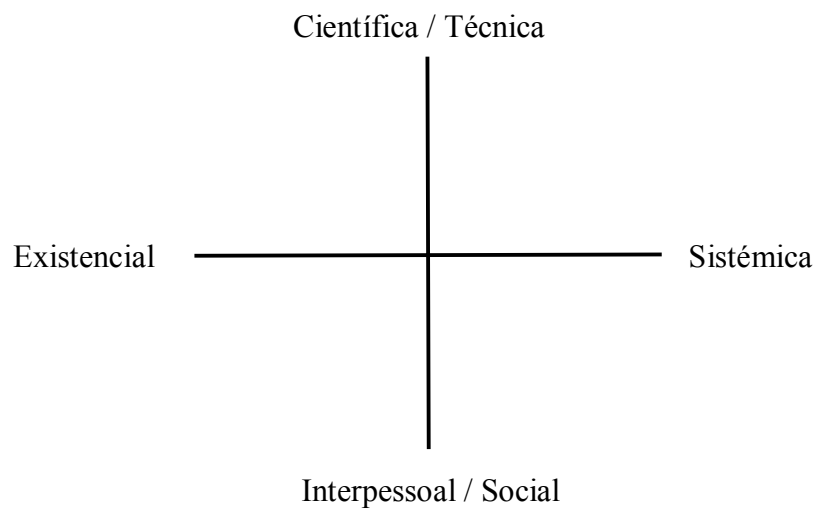 Científica / Técnica
Existencial
Sistémica
Interpessoal / Social